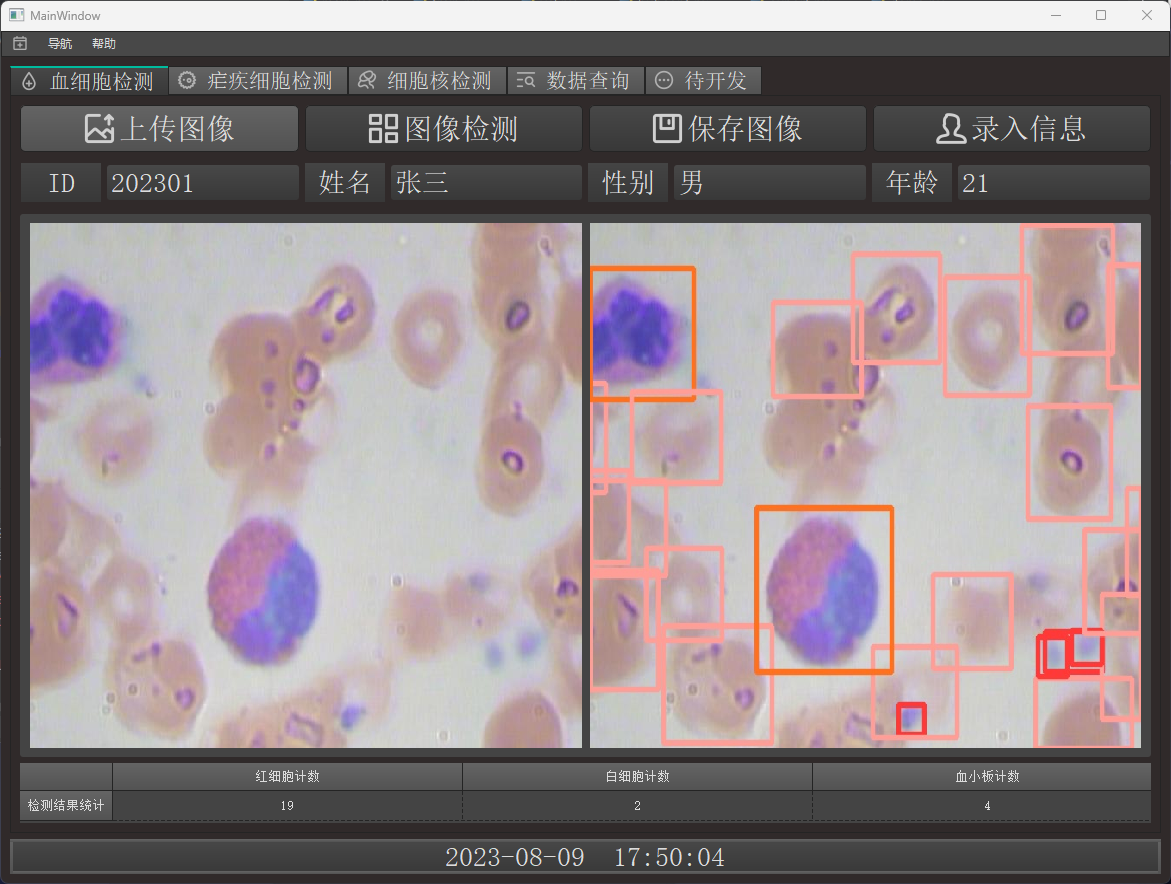 MainWindow
导航 帮助
血细胞检测 疟疾细胞检测 细胞核检测 数据查询 待开发
上传图像 图像检测 保存图像 录入信息
ID 202301 姓名 张三 性别 男 年龄 21
红细胞计数 白细胞计数 血小板计数
检测结果统计 19 2 4
2023-08-09 17:50:04